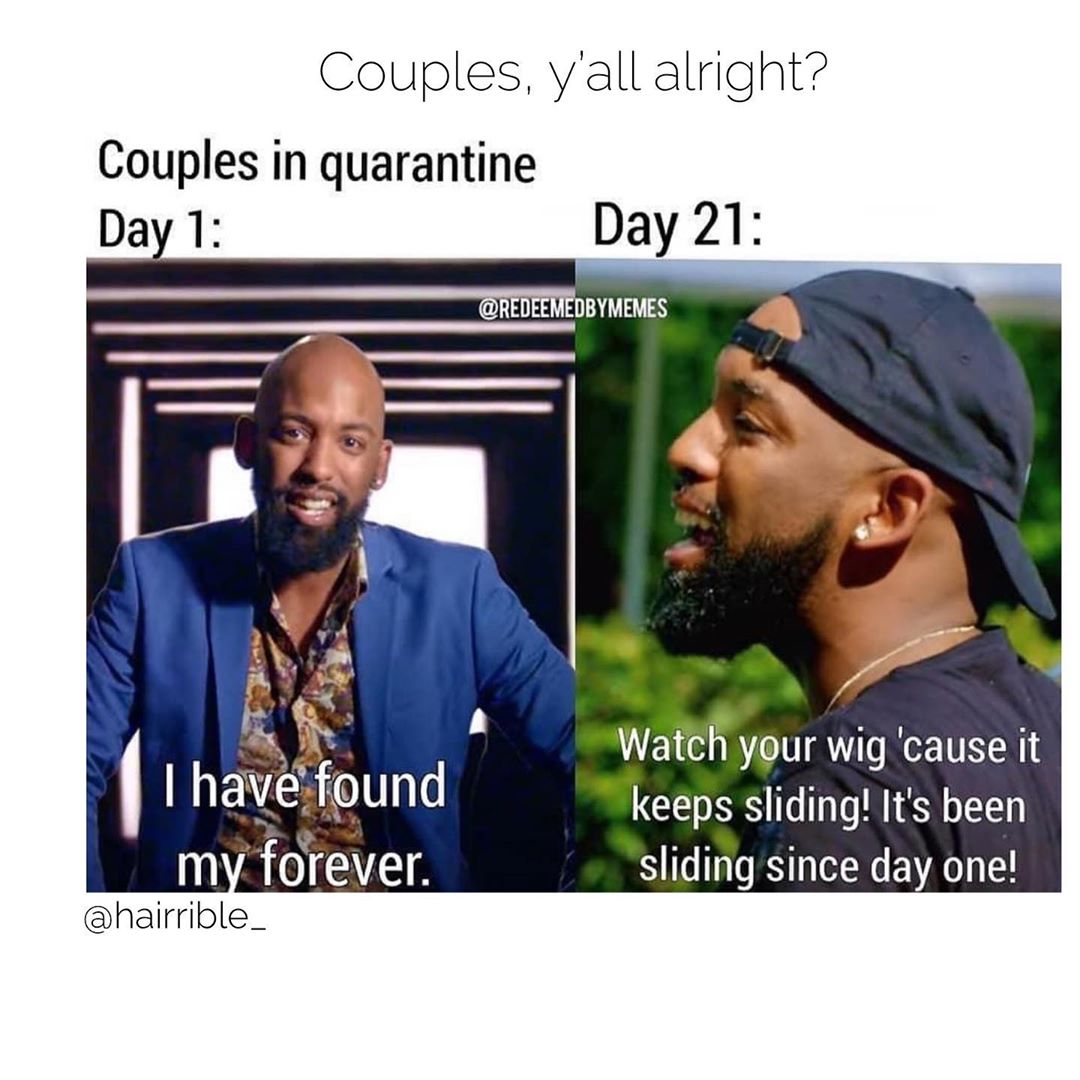 Couples, y'all alright?
Couples in quarantine
Day 1:
Day 21:
@REDEEMEDBYMEMES
I have found
my forever.
Watch your wig 'cause it
keeps sliding! It's been
sliding since day one!
@hairrible_